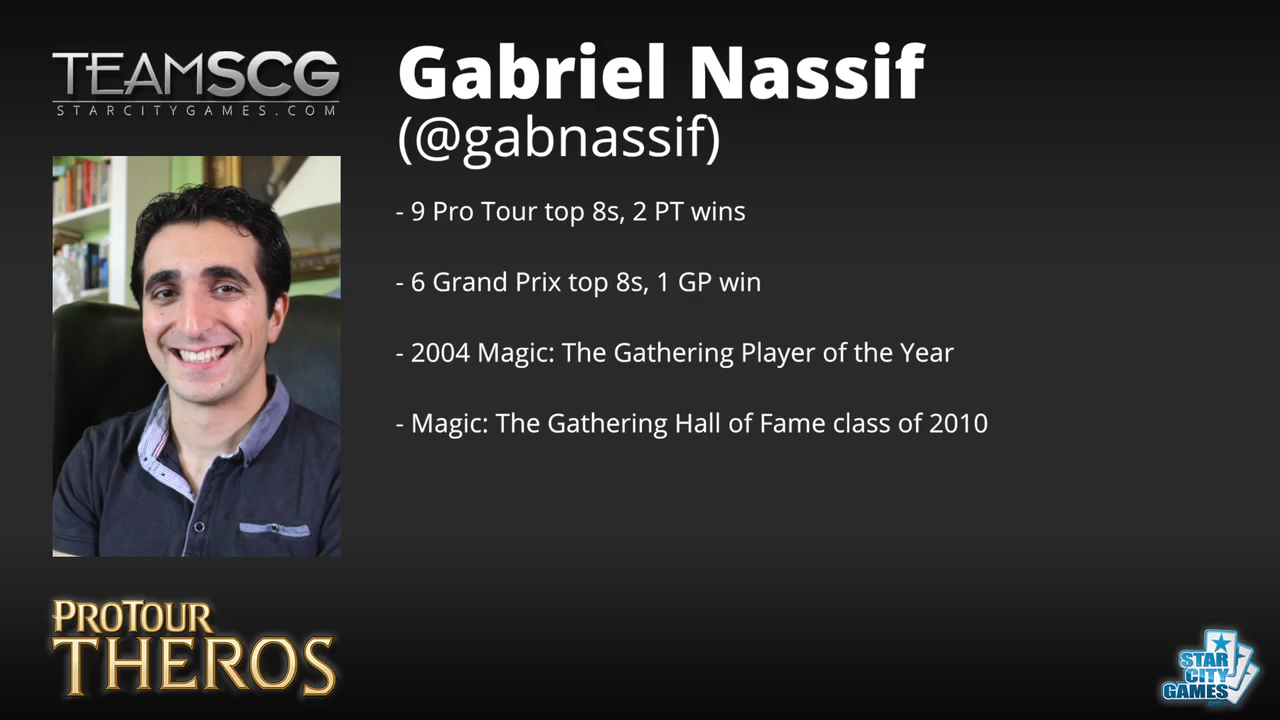 TEAMSCG
STARCITYGAMES.COM
Gabriel Nassif
(@gabnassif)
- 9 Pro Tour top 8s, 2 PT wins
- 6 Grand Prix top 8s, 1 GP win
- 2004 Magic: The Gathering Player of the Year
- Magic: The Gathering Hall of Fame class of 2010
PROTOUR
THEROS
STAR
CITY
GAMES